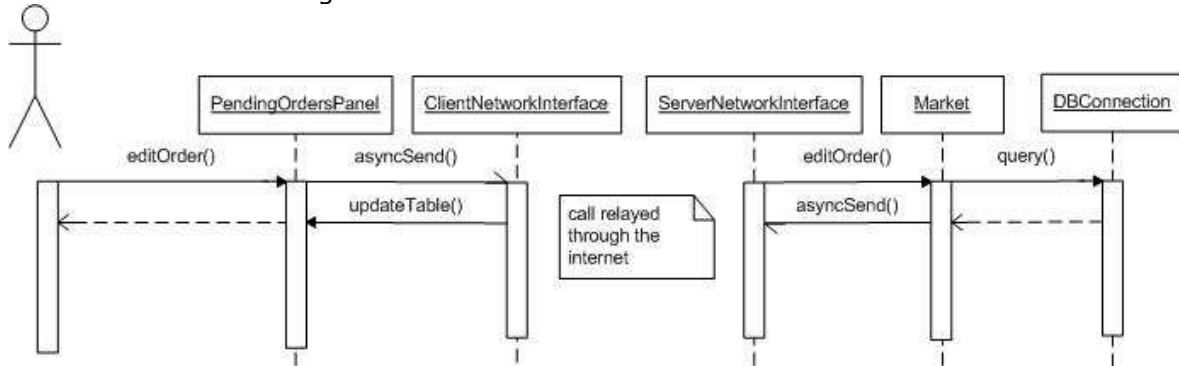 PendingOrdersPanel
ClientNetworkInterface
ServerNetworkInterface
Market
DBConnection
editOrder()
asyncSend()
editOrder()
query()
updateTable()
asyncSend()
call relayed
through the
internet